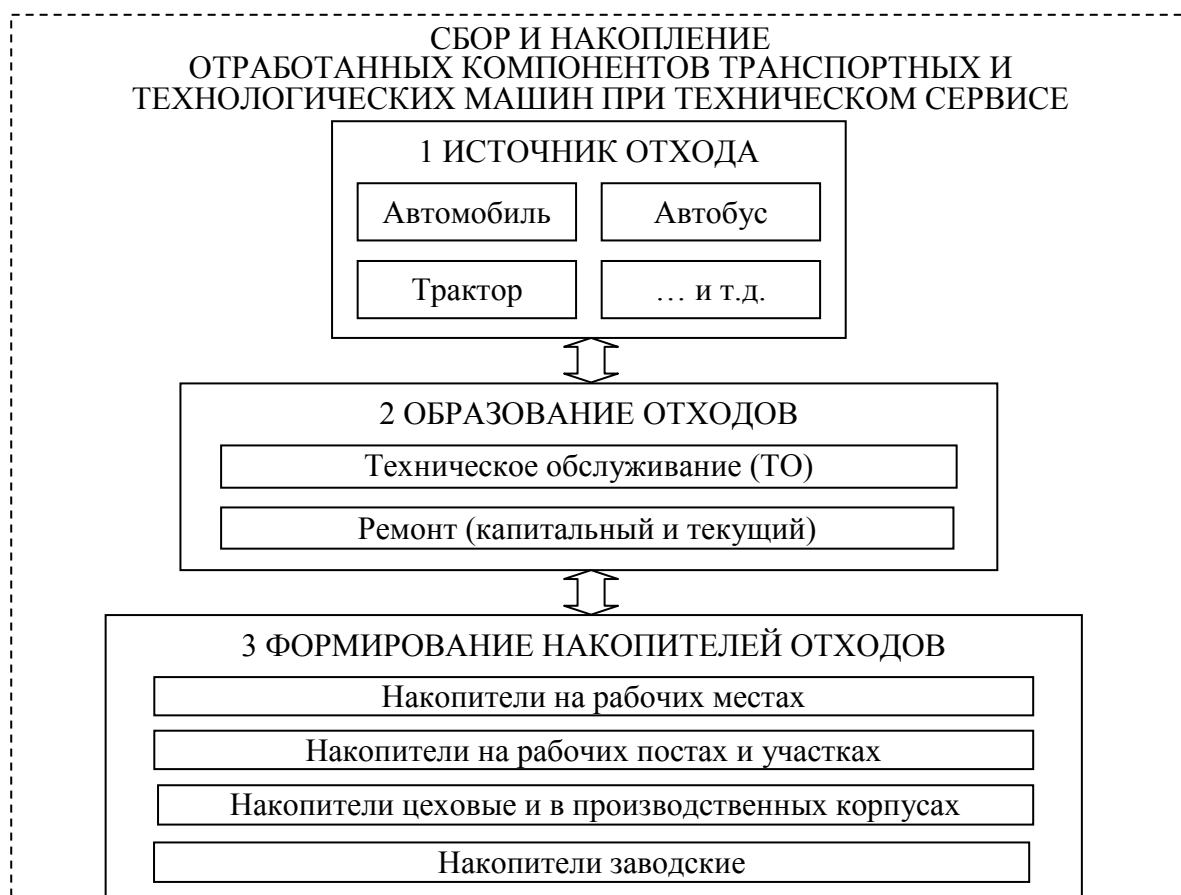 СБОР И НАКОПЛЕНИЕ
ОТРАБОТАННЫХ КОМПОНЕНТОВ ТРАНСПОРТНЫХ И
ТЕХНОЛОГИЧЕСКИХ МАШИН ПРИ ТЕХНИЧЕСКОМ СЕРВИСЕ
1 ИСТОЧНИК ОТХОДА
Автомобиль
Автобус
Трактор
… и т.д.
2 ОБРАЗОВАНИЕ ОТХОДОВ
Техническое обслуживание (ТО)
Ремонт (капитальный и текущий)
3 ФОРМИРОВАНИЕ НАКОПИТЕЛЕЙ ОТХОДОВ
Накопители на рабочих местах
Накопители на рабочих постах и участках
Накопители цеховые и в производственных корпусах
Накопители заводские